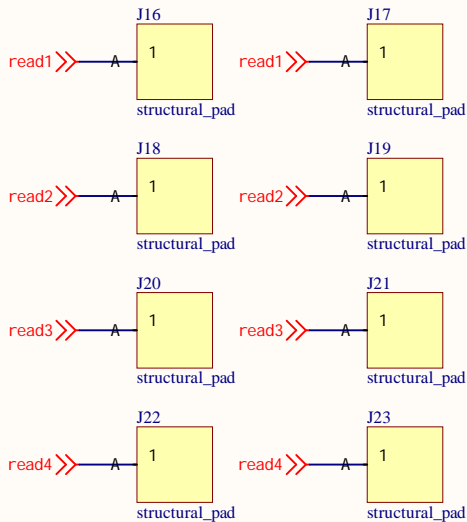 J16 J17
1 1
read1 A read1 A
structural_pad structural_pad
J18 J19
1 1
read2 A read2 A
structural_pad structural_pad
J20 J21
1 1
read3 A read3 A
structural_pad structural_pad
J22 J23
1 1
read4 A read4 A
structural_pad structural_pad